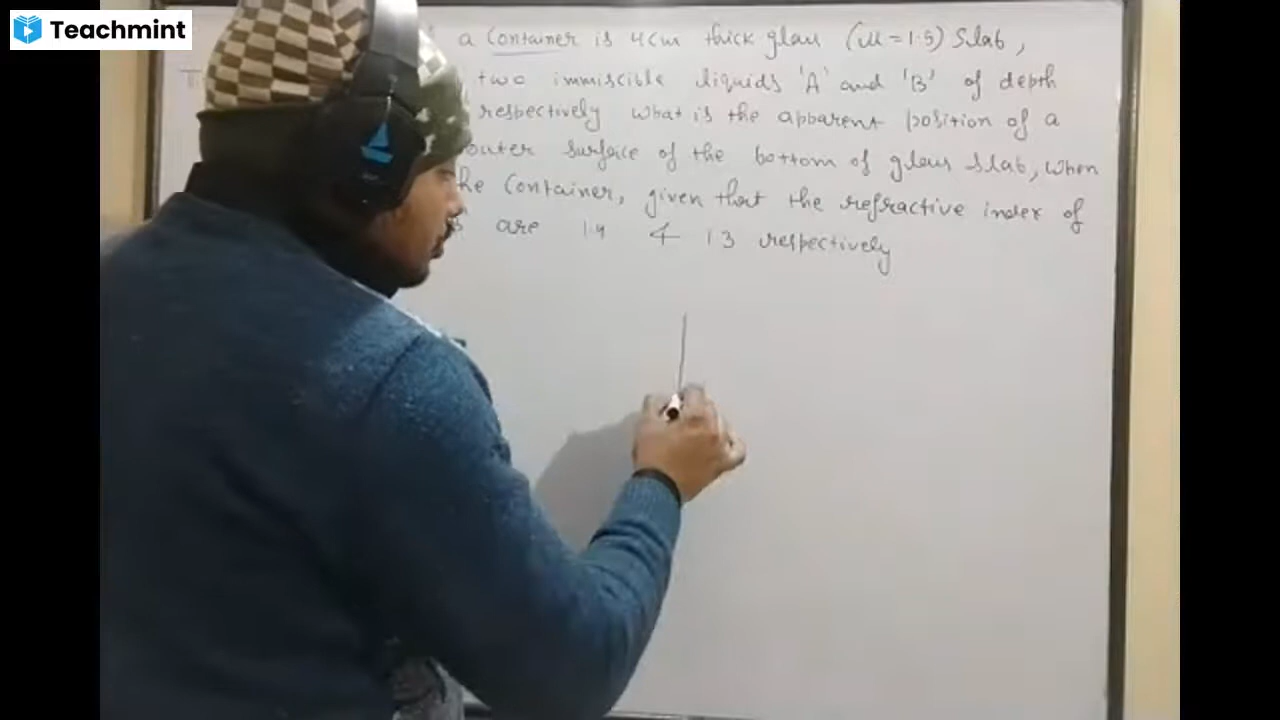 Teachmint
a Container is 4cm thick glass (μ=1.5) Slab,
two immiscible liquids 'A' and 'B' of depth
respectively what is the apparent position of a
outer surface of the bottom of glass slab, when
the Container, given that the refractive index of
are 1.4 & 1.3 respectively